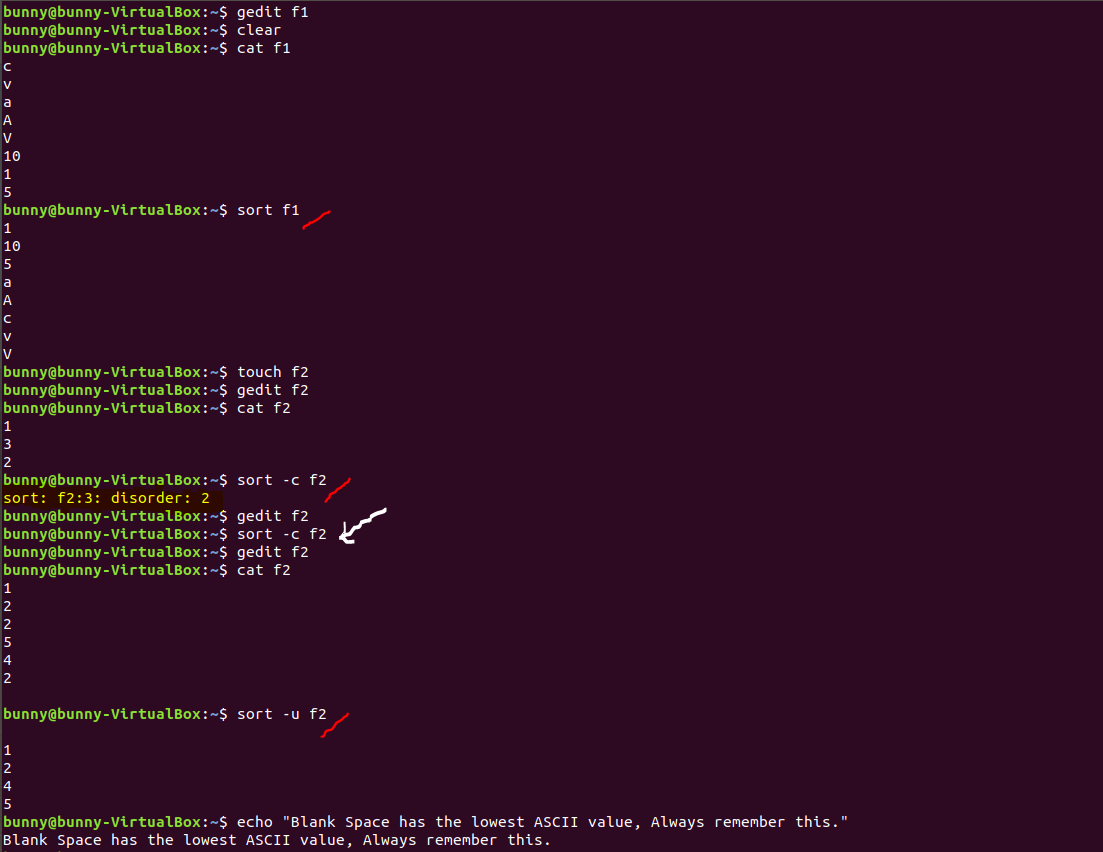 bunny@bunny-VirtualBox:~$ gedit f1
bunny@bunny-VirtualBox:~$ clear
bunny@bunny-VirtualBox:~$ cat f1
c
v
a
A
V
10
1
5
bunny@bunny-VirtualBox:~$ sort f1
1
10
5
a
A
c
v
V
bunny@bunny-VirtualBox:~$ touch f2
bunny@bunny-VirtualBox:~$ gedit f2
bunny@bunny-VirtualBox:~$ cat f2
1
3
2
bunny@bunny-VirtualBox:~$ sort -c f2
sort: f2:3: disorder: 2
bunny@bunny-VirtualBox:~$ gedit f2
bunny@bunny-VirtualBox:~$ sort -c f2
bunny@bunny-VirtualBox:~$ gedit f2
bunny@bunny-VirtualBox:~$ cat f2
1
2
2
5
4
2

bunny@bunny-VirtualBox:~$ sort -u f2

1
2
4
5
bunny@bunny-VirtualBox:~$ echo "Blank Space has the lowest ASCII value, Always remember this."
Blank Space has the lowest ASCII value, Always remember this.